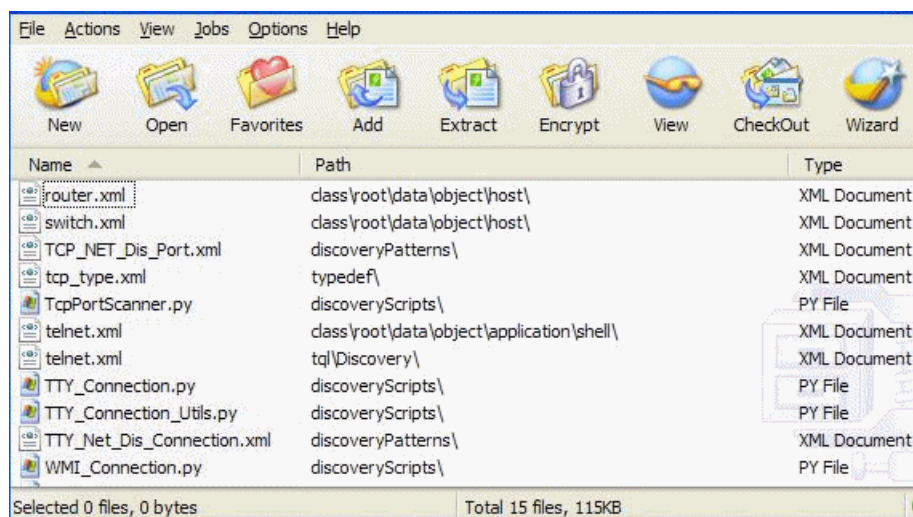 File Actions View Jobs Options Help
New Open Favorites Add Extract Encrypt View CheckOut Wizard
Name Path Type
router.xml class\root\data\object\host\ XML Document
switch.xml class\root\data\object\host\ XML Document
TCP_NET_Dis_Port.xml discoveryPatterns\ XML Document
tcp_type.xml typedef\ XML Document
TcpPortScanner.py discoveryScripts\ PY File
telnet.xml class\root\data\object\application\shell\ XML Document
telnet.xml tql\Discovery\ XML Document
TTY_Connection.py discoveryScripts\ PY File
TTY_Connection_Utils.py discoveryScripts\ PY File
TTY_Net_Dis_Connection.xml discoveryPatterns\ XML Document
WMI_Connection.py discoveryScripts\ PY File
Selected 0 files, 0 bytes Total 15 files, 115KB